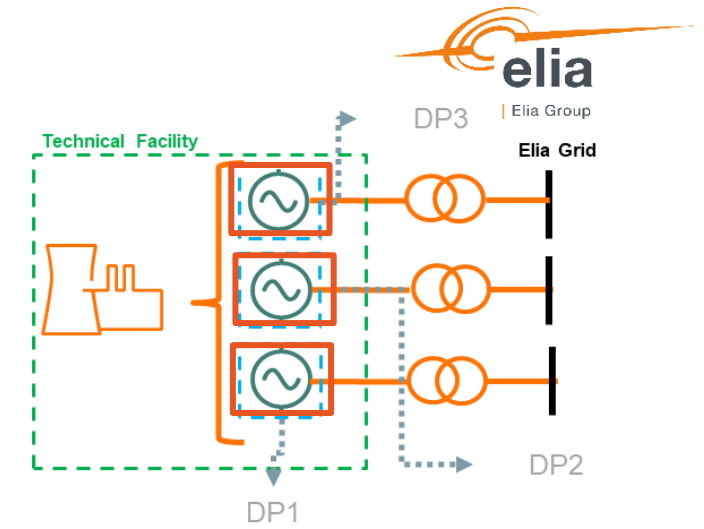 elia
| Elia Group
DP3
Technical Facility
Elia Grid
DP2
DP1